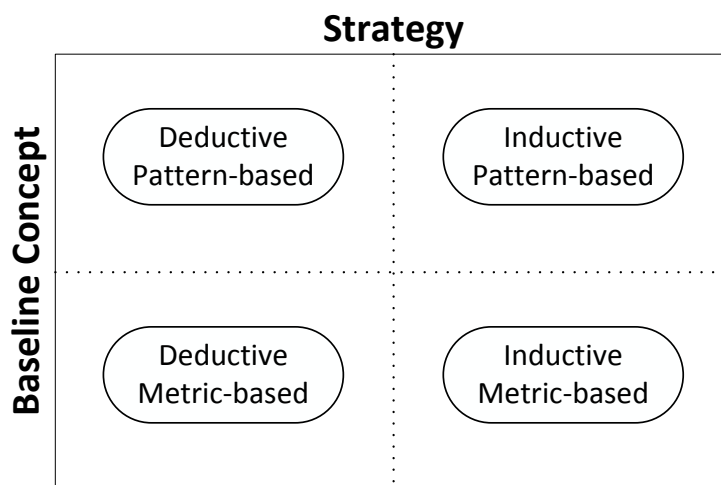 Strategy
Baseline Concept
Deductive
Pattern-based
Inductive
Pattern-based
Deductive
Metric-based
Inductive
Metric-based